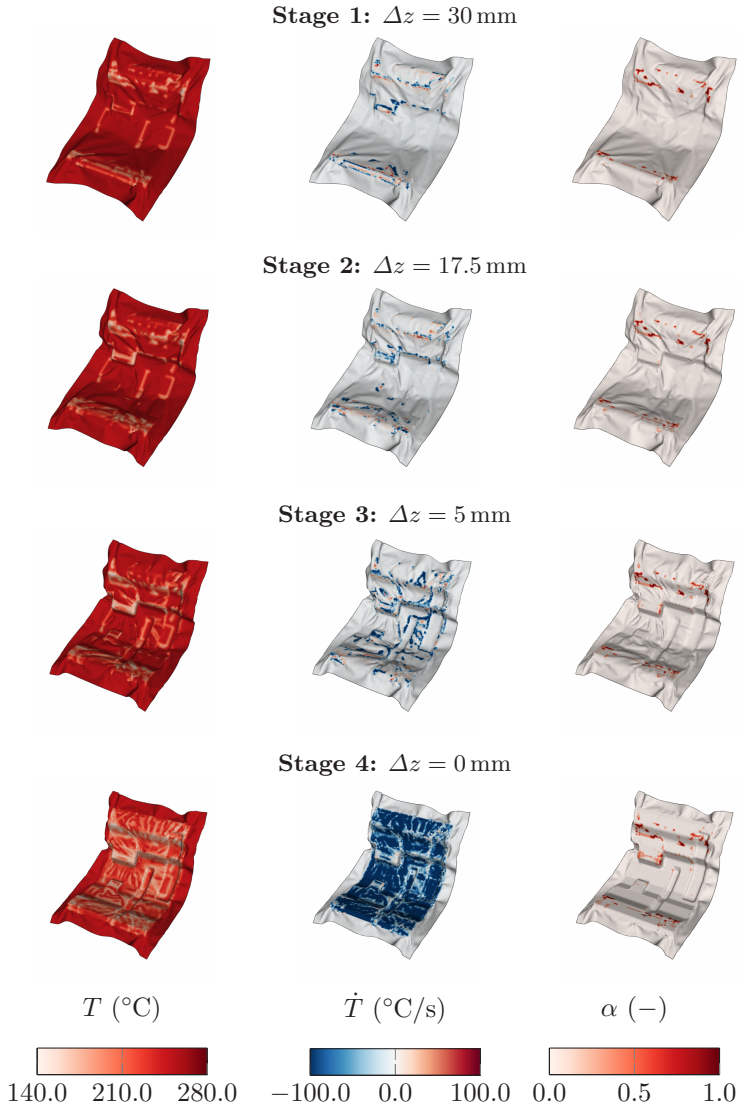 Stage 1: Δz = 30 mm
Stage 2: Δz = 17.5 mm
Stage 3: Δz = 5 mm
Stage 4: Δz = 0 mm
T (°C) Ṫ (°C/s) α (−)
140.0 210.0 280.0 −100.0 0.0 100.0 0.0 0.5 1.0